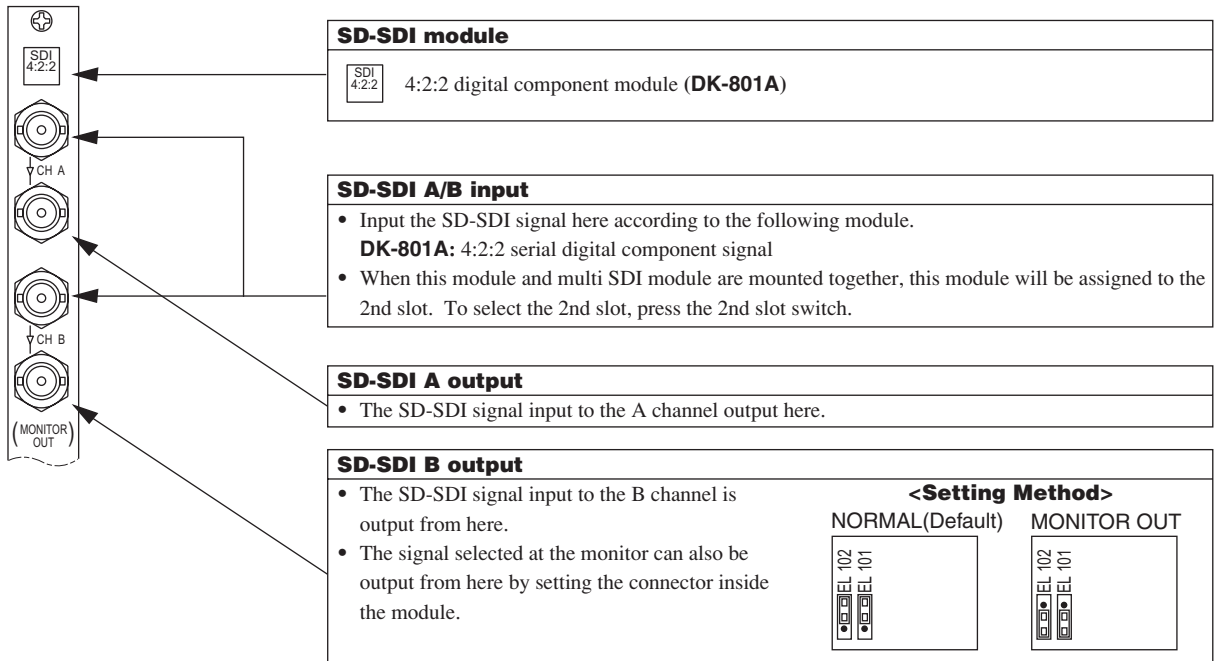 SDI
4:2:2
CH A
CH B
(MONITOR
OUT)
SD-SDI module
SDI
4:2:2
4:2:2 digital component module (DK-801A)
SD-SDI A/B input
• Input the SD-SDI signal here according to the following module.
DK-801A: 4:2:2 serial digital component signal
• When this module and multi SDI module are mounted together, this module will be assigned to the
2nd slot. To select the 2nd slot, press the 2nd slot switch.
SD-SDI A output
• The SD-SDI signal input to the A channel output here.
SD-SDI B output
• The SD-SDI signal input to the B channel is
output from here.
• The signal selected at the monitor can also be
output from here by setting the connector inside
the module.
<Setting Method>
NORMAL(Default)
EL 102
EL 101
MONITOR OUT
EL 102
EL 101